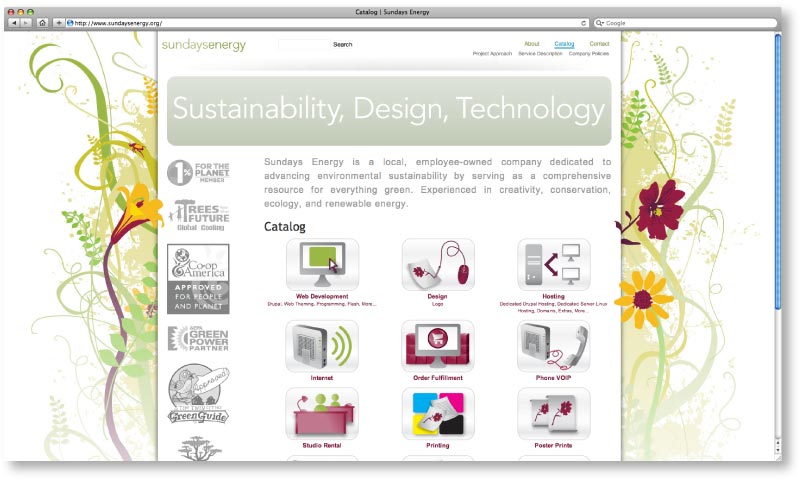 Catalog | Sundays Energy
http://www.sundaysenergy.org/
Google
sundaysenergy
Search
About
Catalog
Contact
Project Approach
Service Description
Company Policies
Sustainability, Design, Technology
1%
FOR THE
PLANET
MEMBER
TREES
FUTURE
Global Cooling
Co-op
America
APPROVED
FOR PEOPLE
AND PLANET
GREEN
POWER
PARTNER
Approved
GreenGuide
Sundays Energy is a local, employee-owned company dedicated to
advancing environmental sustainability by serving as a comprehensive
resource for everything green. Experienced in creativity, conservation,
ecology, and renewable energy.
Catalog
Web Development
Drupal, Web Theming, Programming, Flash, More...
Design
Logo
Hosting
Dedicated Drupal Hosting, Dedicated Server Linux
Hosting, Domains, Extras, More...
Internet
Order Fulfillment
Phone VOIP
Studio Rental
Printing
Poster Prints